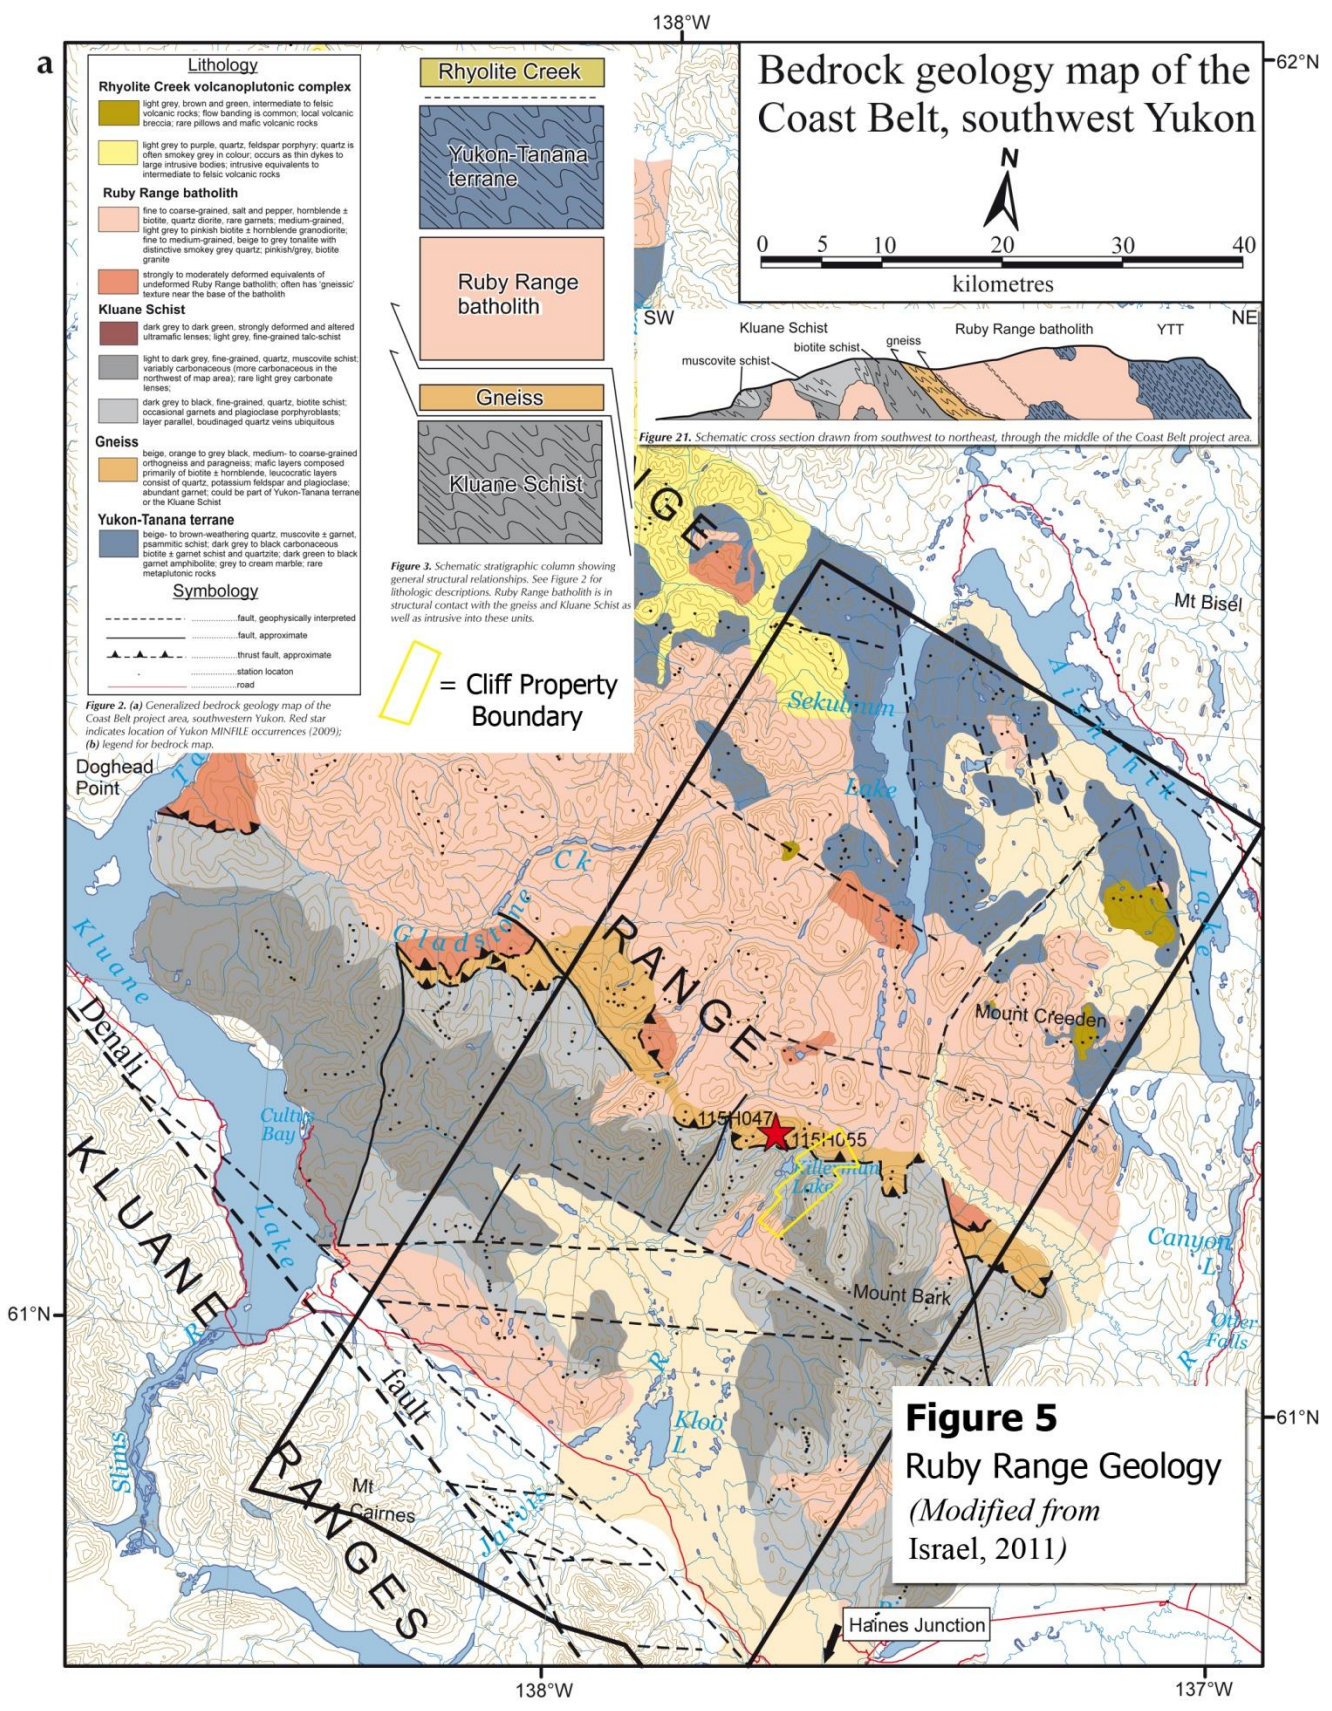 138°W
a
62°N
Lithology
Rhyolite Creek volcanoplutonic complex
light grey, brown and green, intermediate to felsic
volcanic rocks; flow banding is common; local volcanic
breccia; rare pillows and mafic volcanic rocks
light grey to purple, quartz, feldspar porphyry; quartz is
often smokey grey in colour; occurs as thin dykes to
large intrusive bodies; intrusive equivalents to
intermediate to felsic volcanic rocks
Ruby Range batholith
fine to coarse-grained, salt and pepper, hornblende ±
biotite, quartz diorite, rare garnets; medium-grained,
light grey to pinkish biotite ± hornblende granodiorite;
fine to medium-grained, beige to grey tonalite with
distinctive smokey grey quartz; pinkish/grey, biotite
granite
strongly to moderately deformed equivalents of
undeformed Ruby Range batholith; often has 'gneissic'
texture near the base of the batholith
Kluane Schist
dark grey to dark green, strongly deformed and altered
ultramafic lenses; light grey, fine-grained talc-schist
light to dark grey, fine-grained, quartz, muscovite schist;
variably carbonaceous (more carbonaceous in the
northwest of map area); rare light grey carbonate
lenses;
dark grey to black, fine-grained, quartz, biotite schist;
occasional garnets and plagioclase porphyroblasts;
layer parallel, boudinaged quartz veins ubiquitous
Gneiss
beige, orange to grey black, medium- to coarse-grained
orthogneiss and paragneiss; mafic layers composed
primarily of biotite ± hornblende, leucocratic layers
consist of quartz, potassium feldspar and plagioclase;
abundant garnet; could be part of Yukon-Tanana terrane
or the Kluane Schist
Yukon-Tanana terrane
beige- to brown-weathering quartz, muscovite ± garnet,
psammitic schist; dark grey to black carbonaceous
biotite ± garnet schist and quartzite; dark green to black
garnet amphibolite; grey to cream marble; rare
metaplutonic rocks
Symbology
fault, geophysically interpreted
fault, approximate
thrust fault, approximate
station locaton
road
Figure 2. (a) Generalized bedrock geology map of the
Coast Belt project area, southwestern Yukon. Red star
indicates location of Yukon MINFILE occurrences (2009);
(b) legend for bedrock map.
Rhyolite Creek
Yukon-Tanana
terrane
Ruby Range
batholith
Gneiss
Kluane Schist
Figure 3. Schematic stratigraphic column showing
general structural relationships. See Figure 2 for
lithologic descriptions. Ruby Range batholith is in
structural contact with the gneiss and Kluane Schist as
well as intrusive into these units.
= Cliff Property
Boundary
Bedrock geology map of the
Coast Belt, southwest Yukon
N
0 5 10 20 30 40
kilometres
SW
NE
Kluane Schist
Ruby Range batholith
YTT
muscovite schist
biotite schist
gneiss
Figure 21. Schematic cross section drawn from southwest to northeast, through the middle of the Coast Belt project area.
NGE
Mt Bisel
Aishihik
Lake
Sekulmun
Lake
Doghead
Point
Ta
Ck
Gladstone
RANGE
Kluane
Lake
Denali
fault
Mount Creeden
Cultus
Bay
115H047
115H055
Killermun
Lake
KLUANE
RANGES
Canyon
L
Mount Bark
Otter
Falls
R
61°N
R
R
Slims
Kloo
L
Mt
Cairnes
Jarvis
61°N
Figure 5
Ruby Range Geology
(Modified from
Israel, 2011)
Haines Junction
138°W
137°W